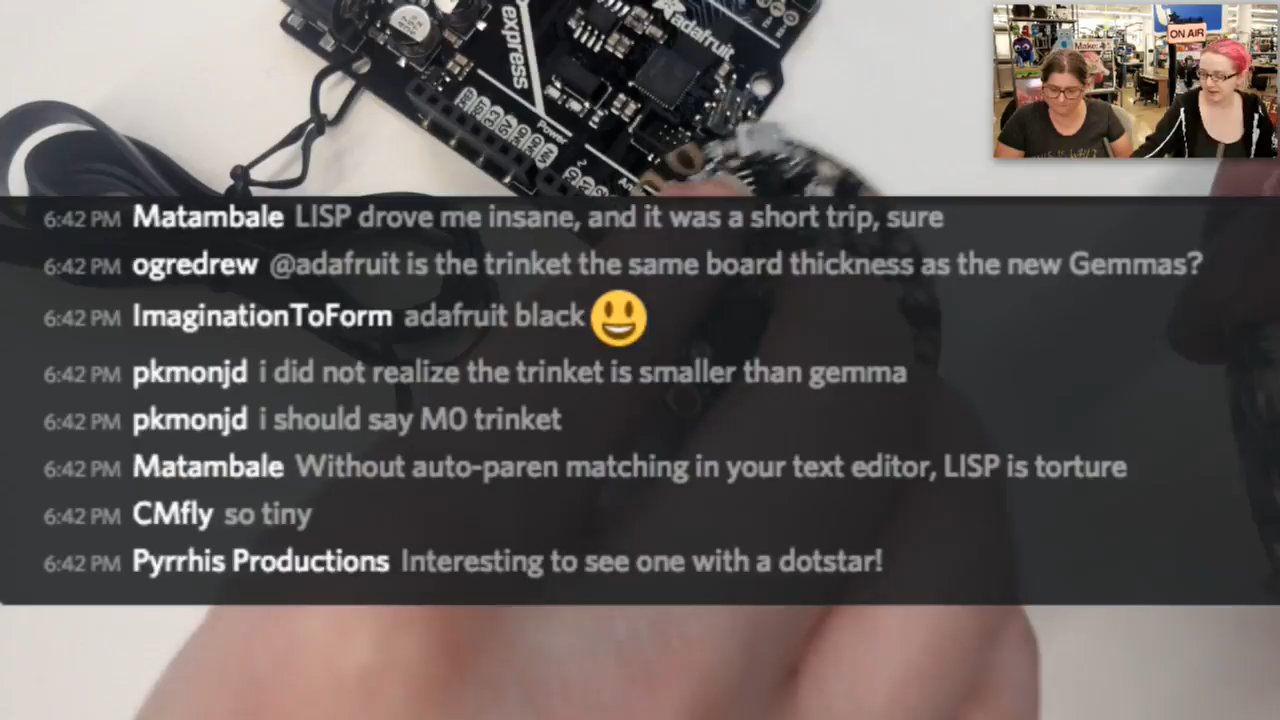 express
adafruit
Power
ON AIR
Make:
6:42 PM Matambale LISP drove me insane, and it was a short trip, sure
6:42 PM ogredrew @adafruit is the trinket the same board thickness as the new Gemmas?
6:42 PM ImaginationToForm adafruit black 😃
6:42 PM pkmonjd i did not realize the trinket is smaller than gemma
6:42 PM pkmonjd i should say M0 trinket
6:42 PM Matambale Without auto-paren matching in your text editor, LISP is torture
6:42 PM CMfly so tiny
6:42 PM Pyrrhis Productions Interesting to see one with a dotstar!